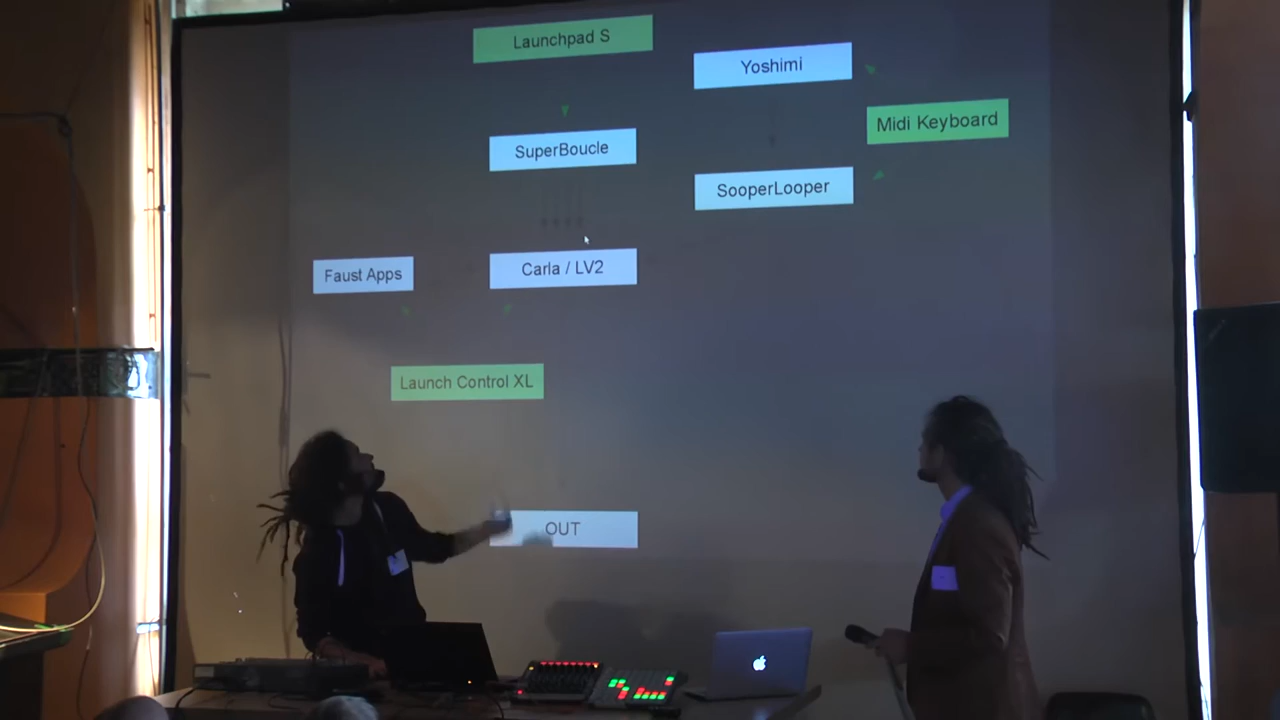 Launchpad S
Yoshimi
Midi Keyboard
SuperBoucle
SooperLooper
Faust Apps
Carla / LV2
Launch Control XL
OUT